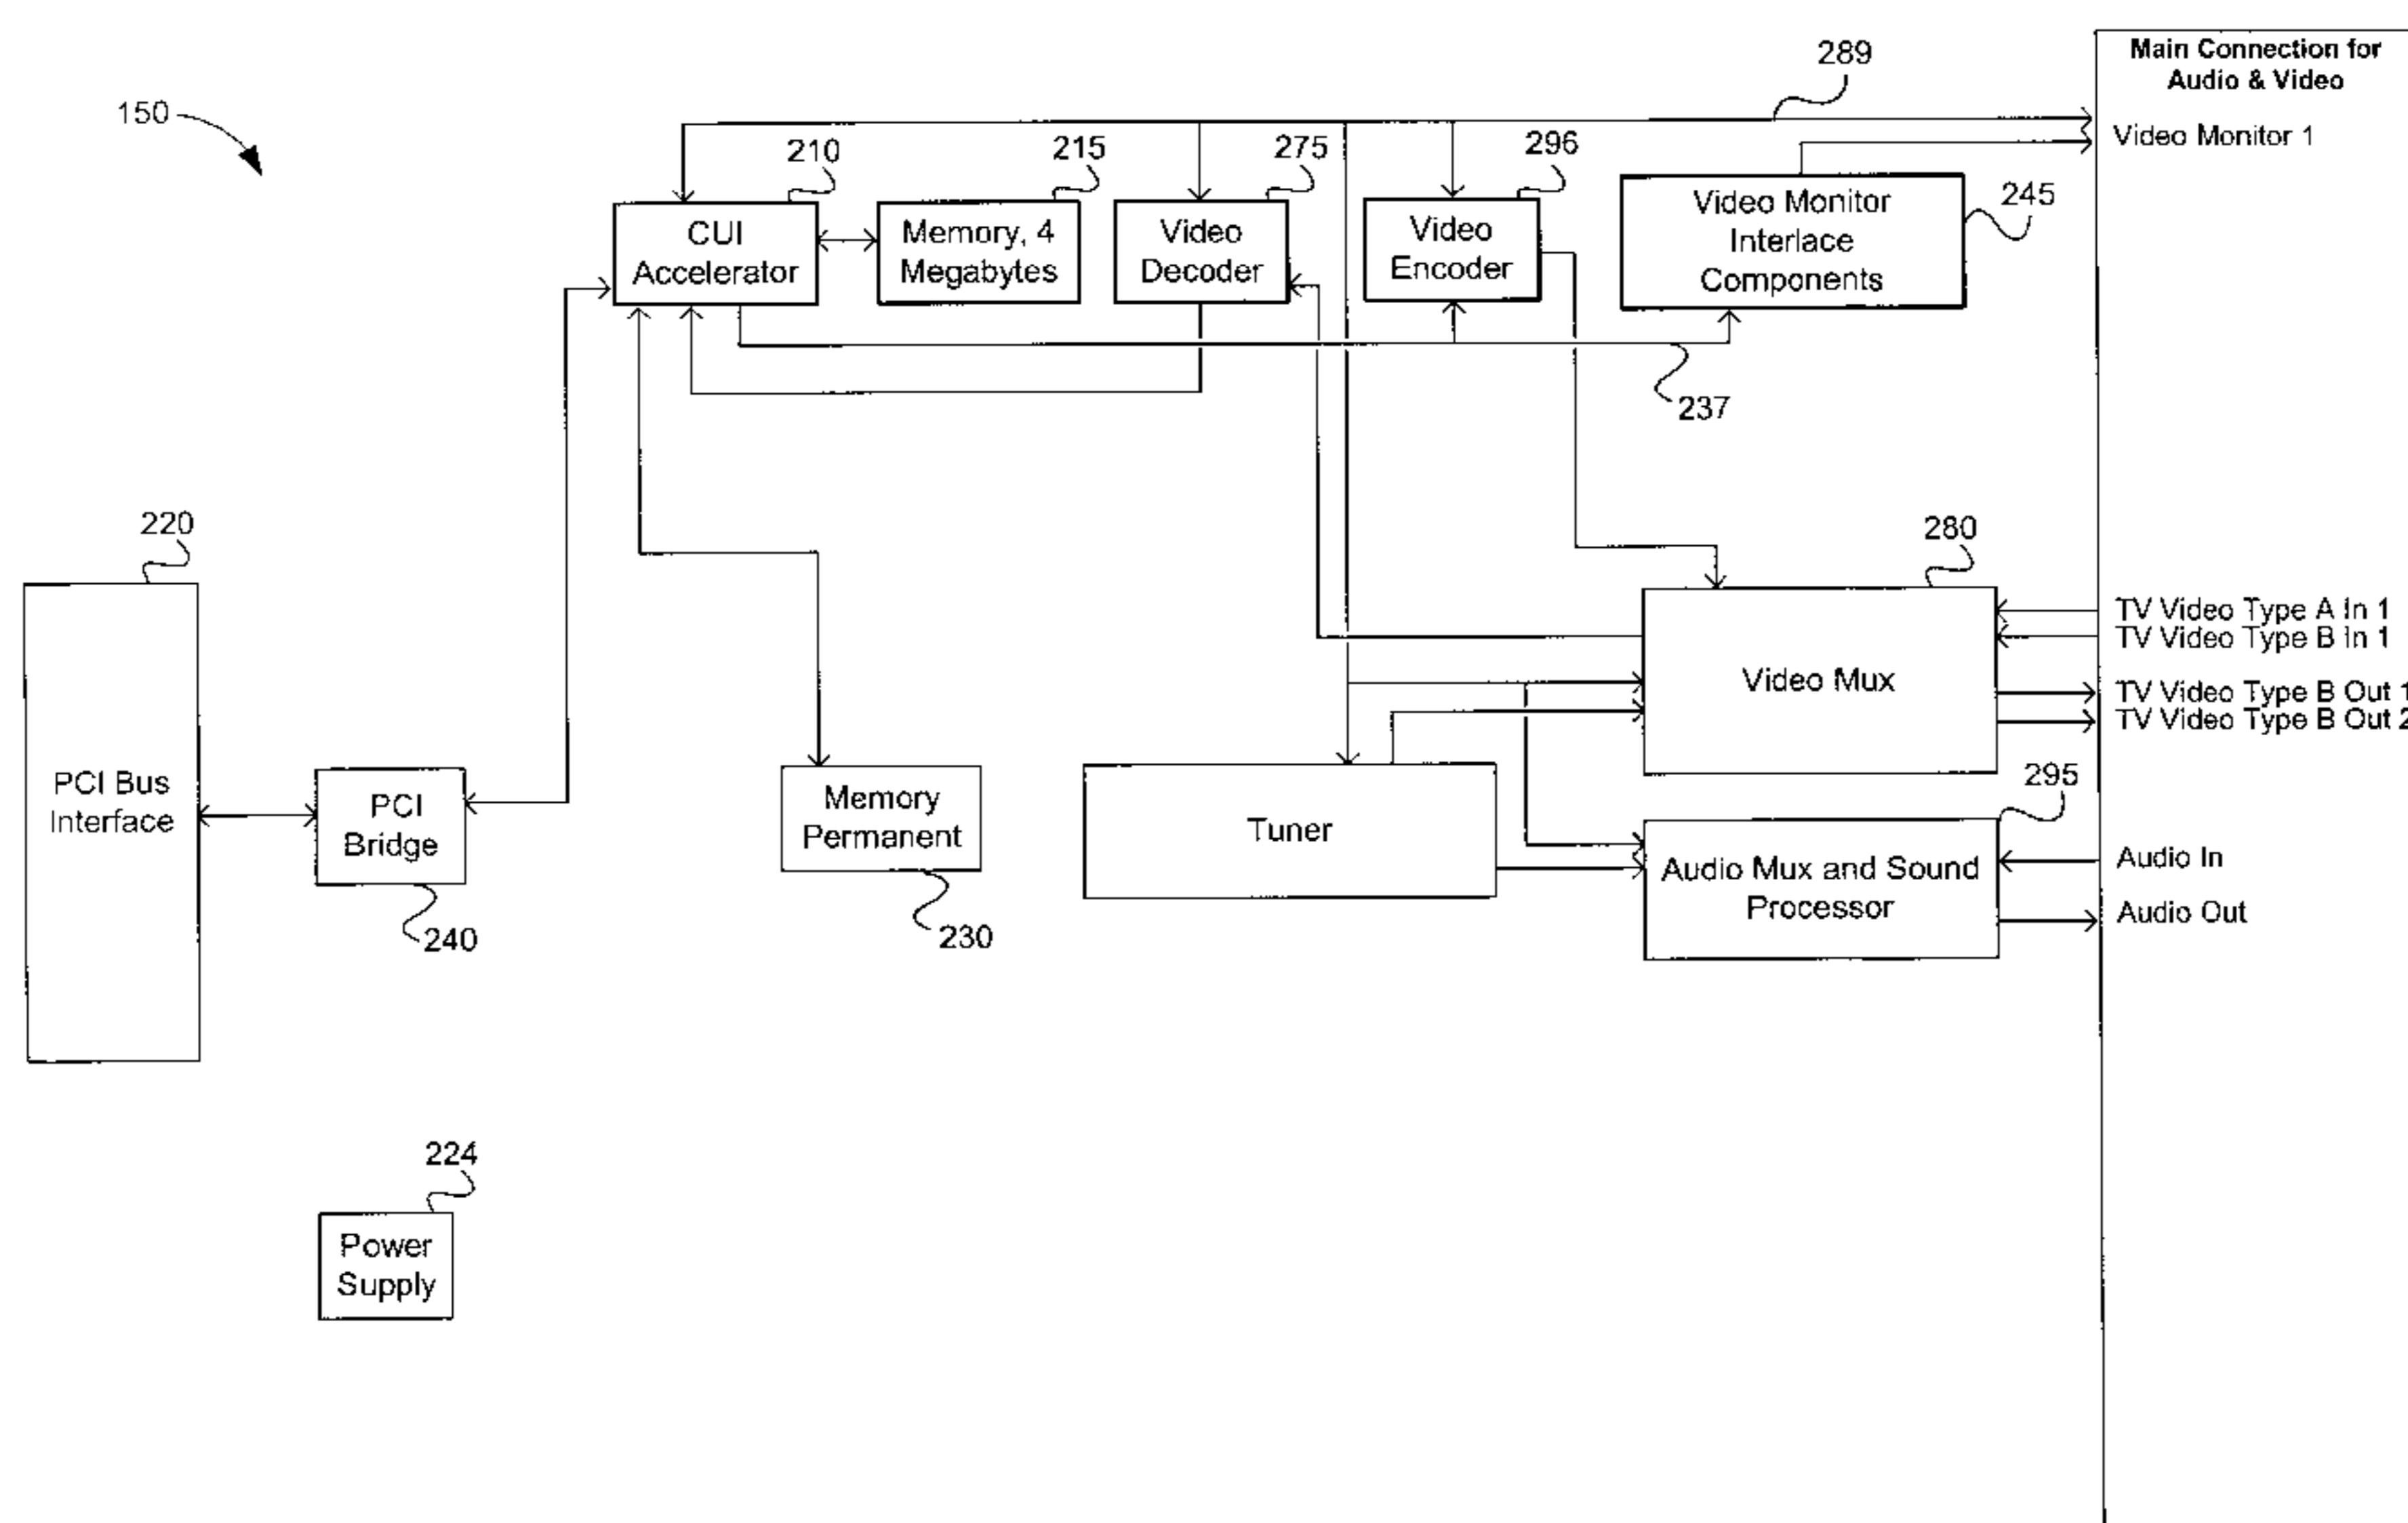 Main Connection for
Audio & Video
289
150
Video Monitor 1
210
215
275
296
245
CUI
Accelerator
Memory, 4
Megabytes
Video
Decoder
Video
Encoder
Video Monitor
Interlace
Components
237
220
280
TV Video Type A In 1
TV Video Type B In 1
Video Mux
TV Video Type B Out 1
TV Video Type B Out 2
PCI Bus
Interface
PCI
Bridge
Memory
Permanent
Tuner
295
Audio Mux and Sound
Processor
Audio In
Audio Out
240
230
224
Power
Supply